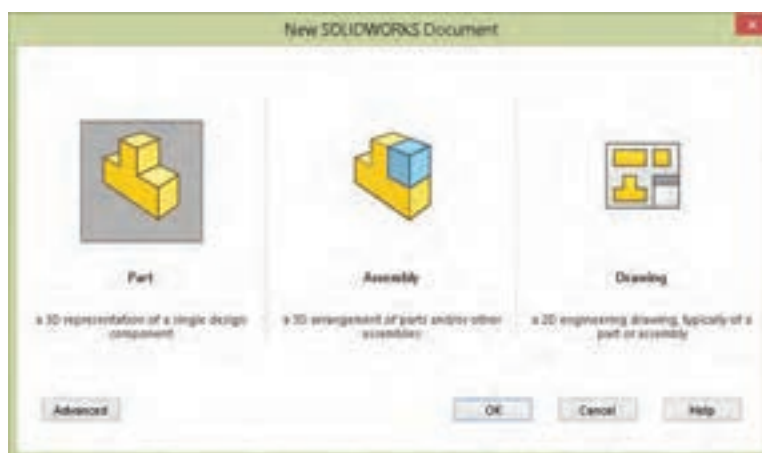 New SOLIDWORKS Document
Part
a 3D representation of a single design
component
Assembly
a 3D arrangement of parts and/or other
assemblies
Drawing
a 2D engineering drawing, typically of a
part or assembly
Advanced
OK
Cancel
Help